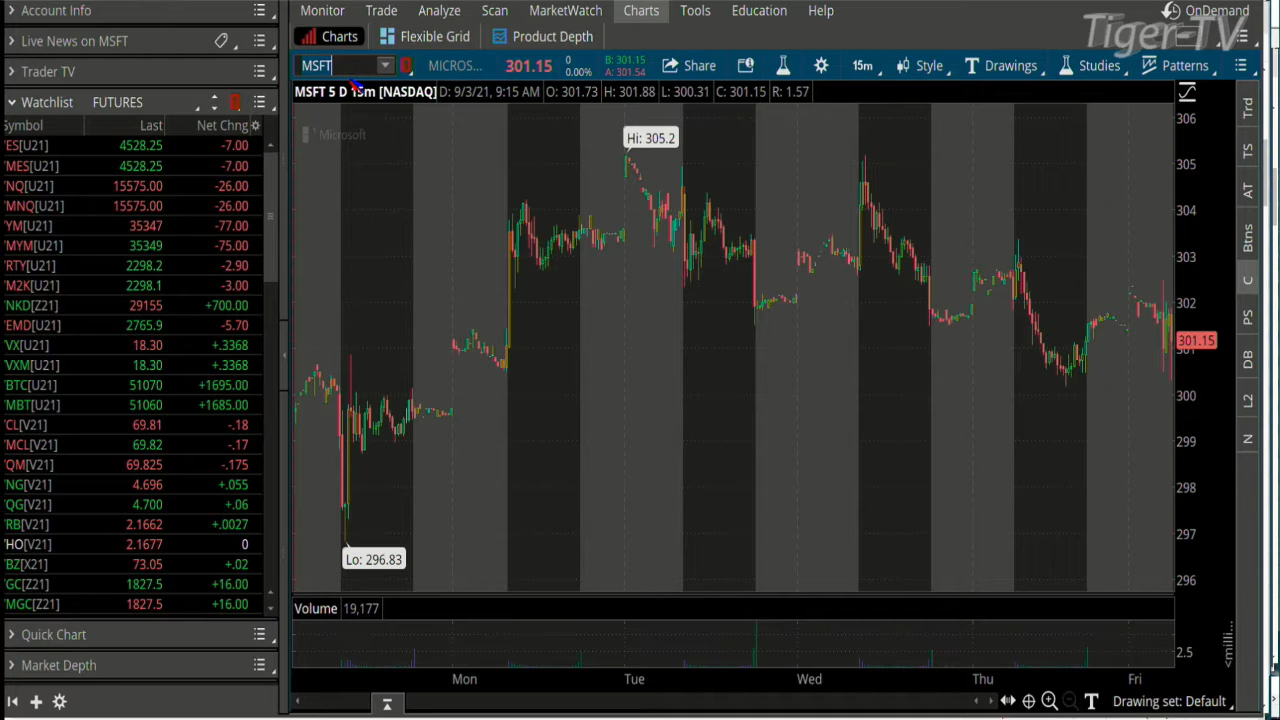 Account Info
Live News on MSFT
Trader TV
Watchlist FUTURES
Symbol Last Net Chng
/ES[U21] 4528.25 -7.00
/MES[U21] 4528.25 -7.00
/NQ[U21] 15575.00 -26.00
/MNQ[U21] 15575.00 -26.00
/YM[U21] 35347 -77.00
/MYM[U21] 35349 -75.00
/RTY[U21] 2298.2 -2.90
/M2K[U21] 2298.1 -3.00
/NKD[Z21] 29155 +700.00
/EMD[U21] 2765.9 -5.70
/VX[U21] 18.30 +.3368
/VXM[U21] 18.30 +.3368
/BTC[U21] 51070 +1695.00
/MBT[U21] 51060 +1685.00
/CL[V21] 69.81 -.18
/MCL[V21] 69.82 -.17
/QM[V21] 69.825 -.175
/NG[V21] 4.696 +.055
/QG[V21] 4.700 +.06
/RB[V21] 2.1662 +.0027
/HO[V21] 2.1677 0
/BZ[X21] 73.05 +.02
/GC[Z21] 1827.5 +16.00
/MGC[Z21] 1827.5 +16.00
Quick Chart
Market Depth
Monitor Trade Analyze Scan MarketWatch Charts Tools Education Help
OnDemand
Tiger-TV
Charts Flexible Grid Product Depth
MSFT MICROS... 301.15 0 0.00% B: 301.15 A: 301.54 Share 15m Style Drawings Studies Patterns
MSFT 5 D 15m [NASDAQ] D: 9/3/21, 9:15 AM O: 301.73 H: 301.88 L: 300.31 C: 301.15 R: 1.57
Microsoft
Hi: 305.2
Lo: 296.83
306
305
304
303
302
301.15
301
300
299
298
297
296
Volume 19,177
2.5
<milli...
Mon Tue Wed Thu Fri
Drawing set: Default
Trd
TS
AT
Btns
C
PS
DB
L2
N